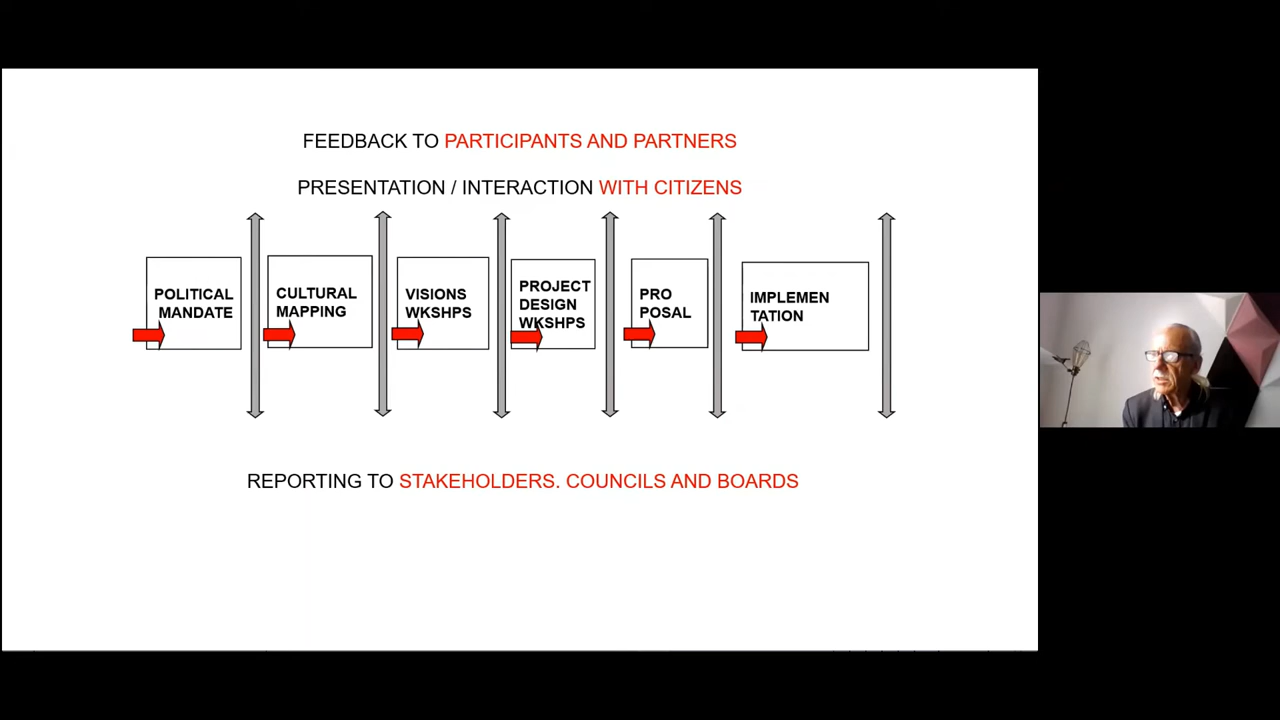 FEEDBACK TO PARTICIPANTS AND PARTNERS
PRESENTATION / INTERACTION WITH CITIZENS
POLITICAL
MANDATE
CULTURAL
MAPPING
VISIONS
WKSHPS
PROJECT
DESIGN
WKSHPS
PRO
POSAL
IMPLEMEN
TATION
REPORTING TO STAKEHOLDERS. COUNCILS AND BOARDS